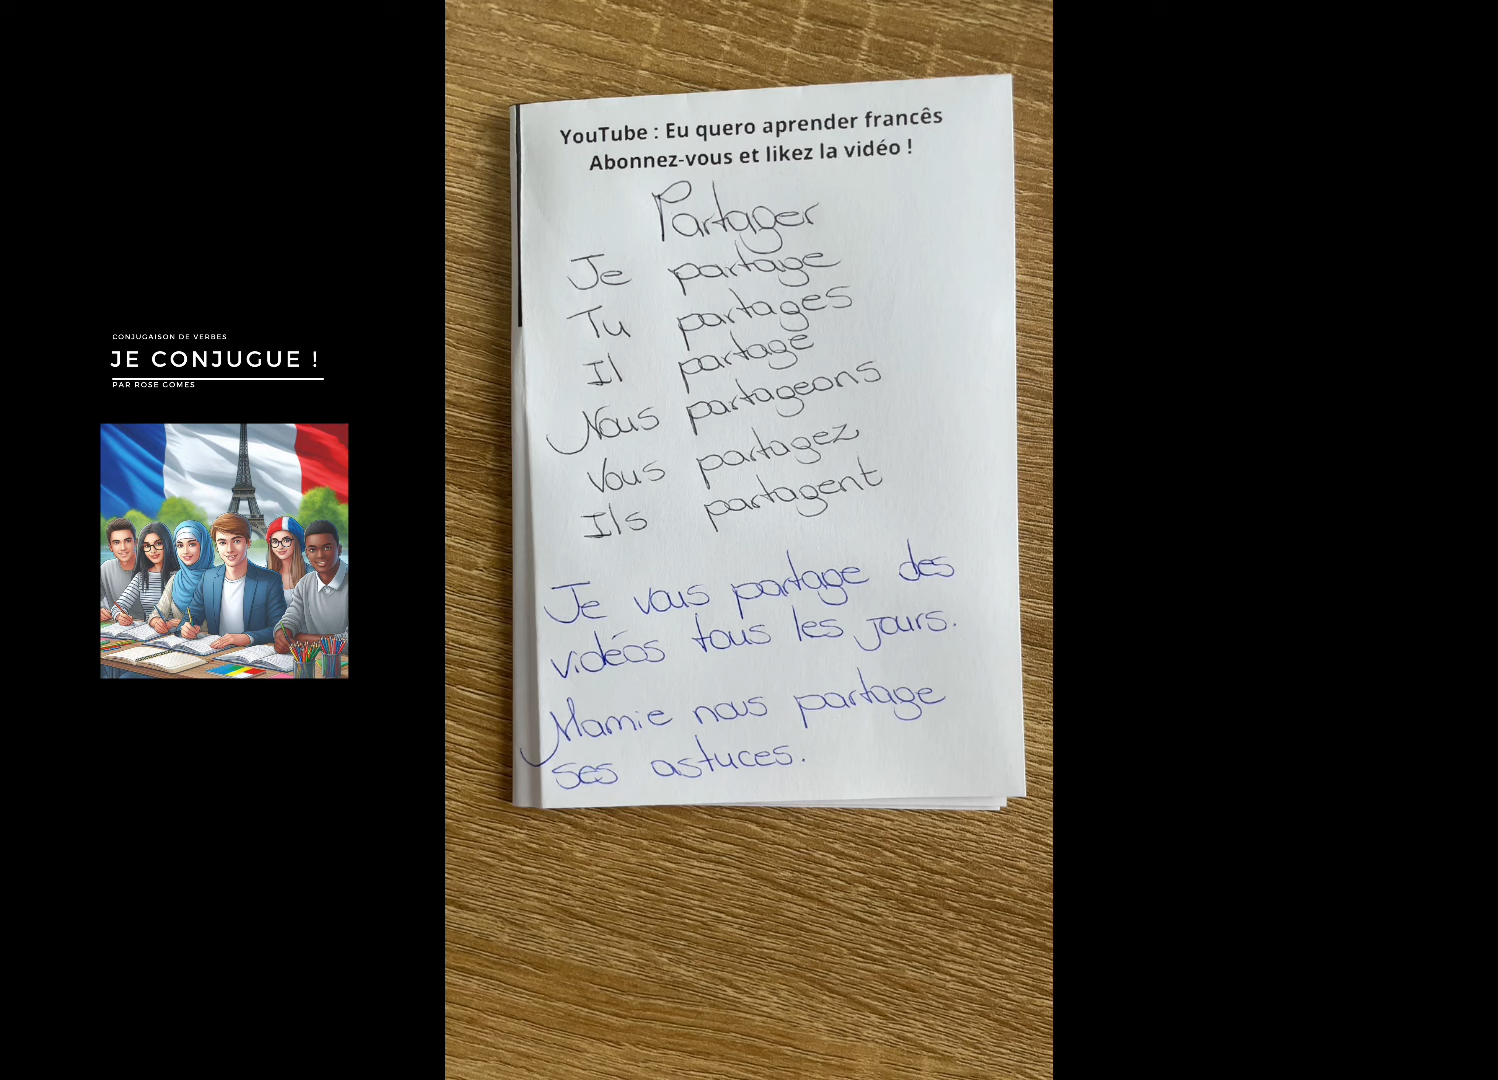 CONJUGAISON DE VERBES
JE CONJUGUE !
PAR ROSE GOMES
YouTube : Eu quero aprender francês
Abonnez-vous et likez la vidéo !
Partager
Je partage
Tu partages
Il partage
Nous partageons
Vous partagez
Ils partagent
Je vous partage des
vidéos tous les jours.
Mamie nous partage
ses astuces.